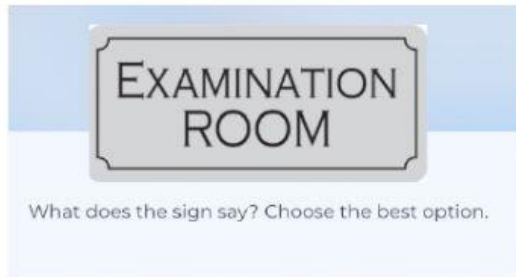 EXAMINATION
ROOM
What does the sign say? Choose the best option.